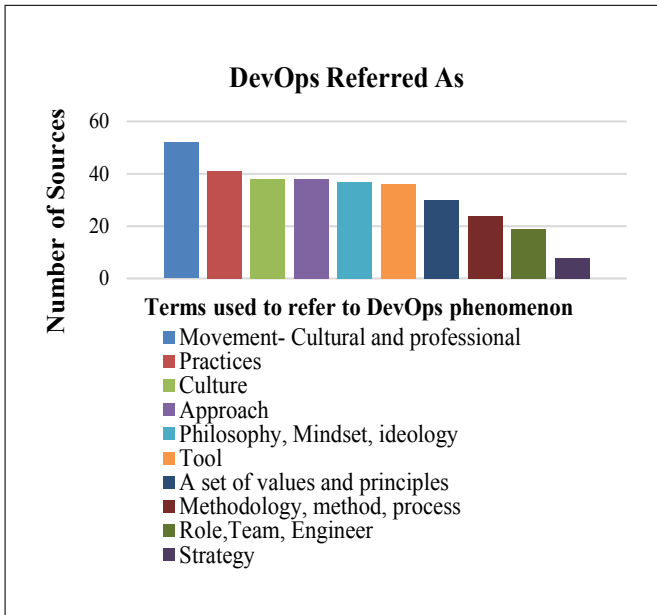 DevOps Referred As
Number of Sources
60
40
20
0
Terms used to refer to DevOps phenomenon
Movement- Cultural and professional
Practices
Culture
Approach
Philosophy, Mindset, ideology
Tool
A set of values and principles
Methodology, method, process
Role,Team, Engineer
Strategy